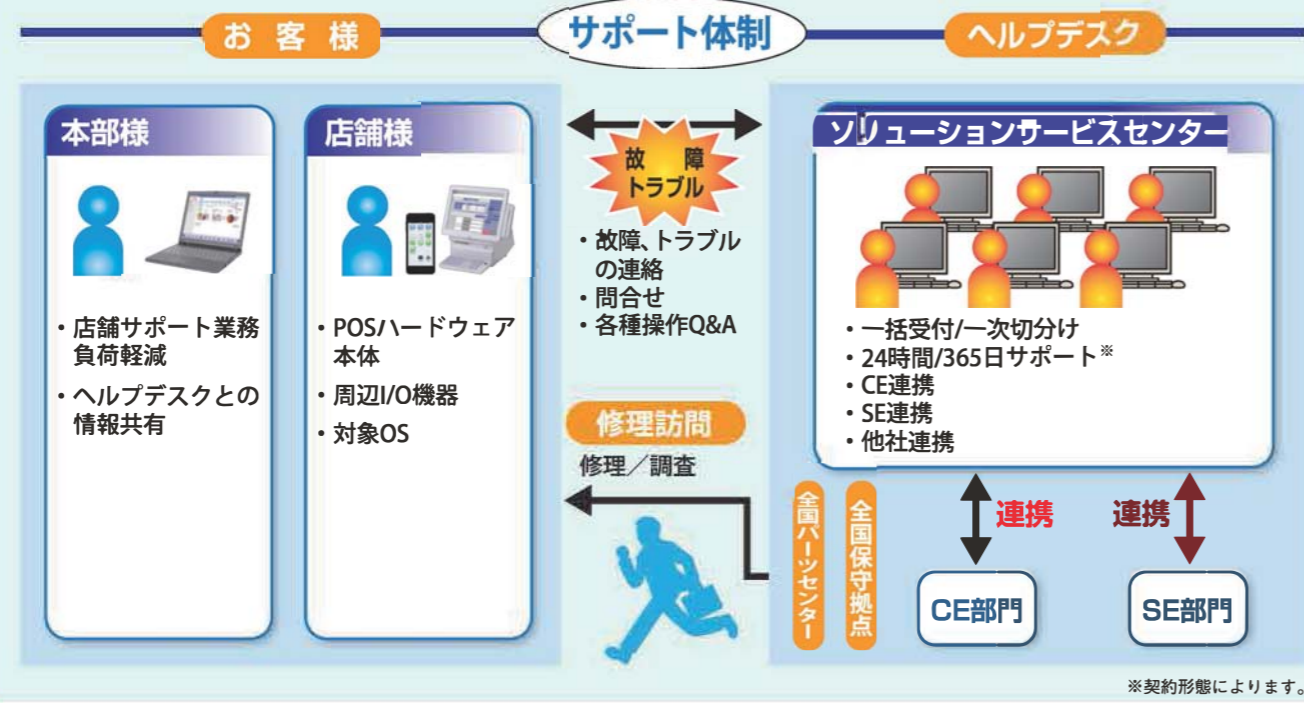 お客様
サポート体制
ヘルプデスク
本部様
・店舗サポート業務
負荷軽減
・ヘルプデスクとの
情報共有
店舗様
・POSハードウェア
本体
・周辺I/O機器
・対象OS
故 障
トラブル
・故障、トラブル
の連絡
・問合せ
・各種操作Q&A
修理訪問
修理／調査
ソリューションサービスセンター
・一括受付/一次切分け
・24時間/365日サポート※
・CE連携
・SE連携
・他社連携
全国パーツセンター
全国保守拠点
連携
連携
CE部門
SE部門
※契約形態によります。